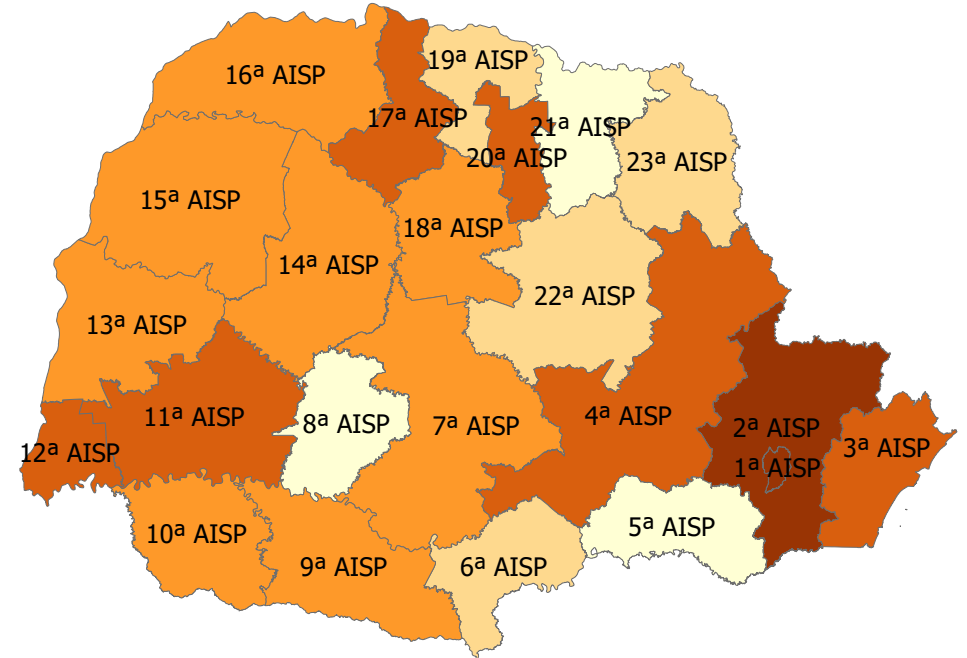 19ª AISP
16ª AISP
17ª AISP
21ª AISP
20ª AISP
23ª AISP
15ª AISP
18ª AISP
14ª AISP
22ª AISP
13ª AISP
11ª AISP
8ª AISP
7ª AISP
4ª AISP
2ª AISP
3ª AISP
12ª AISP
1ª AISP
5ª AISP
10ª AISP
9ª AISP
6ª AISP